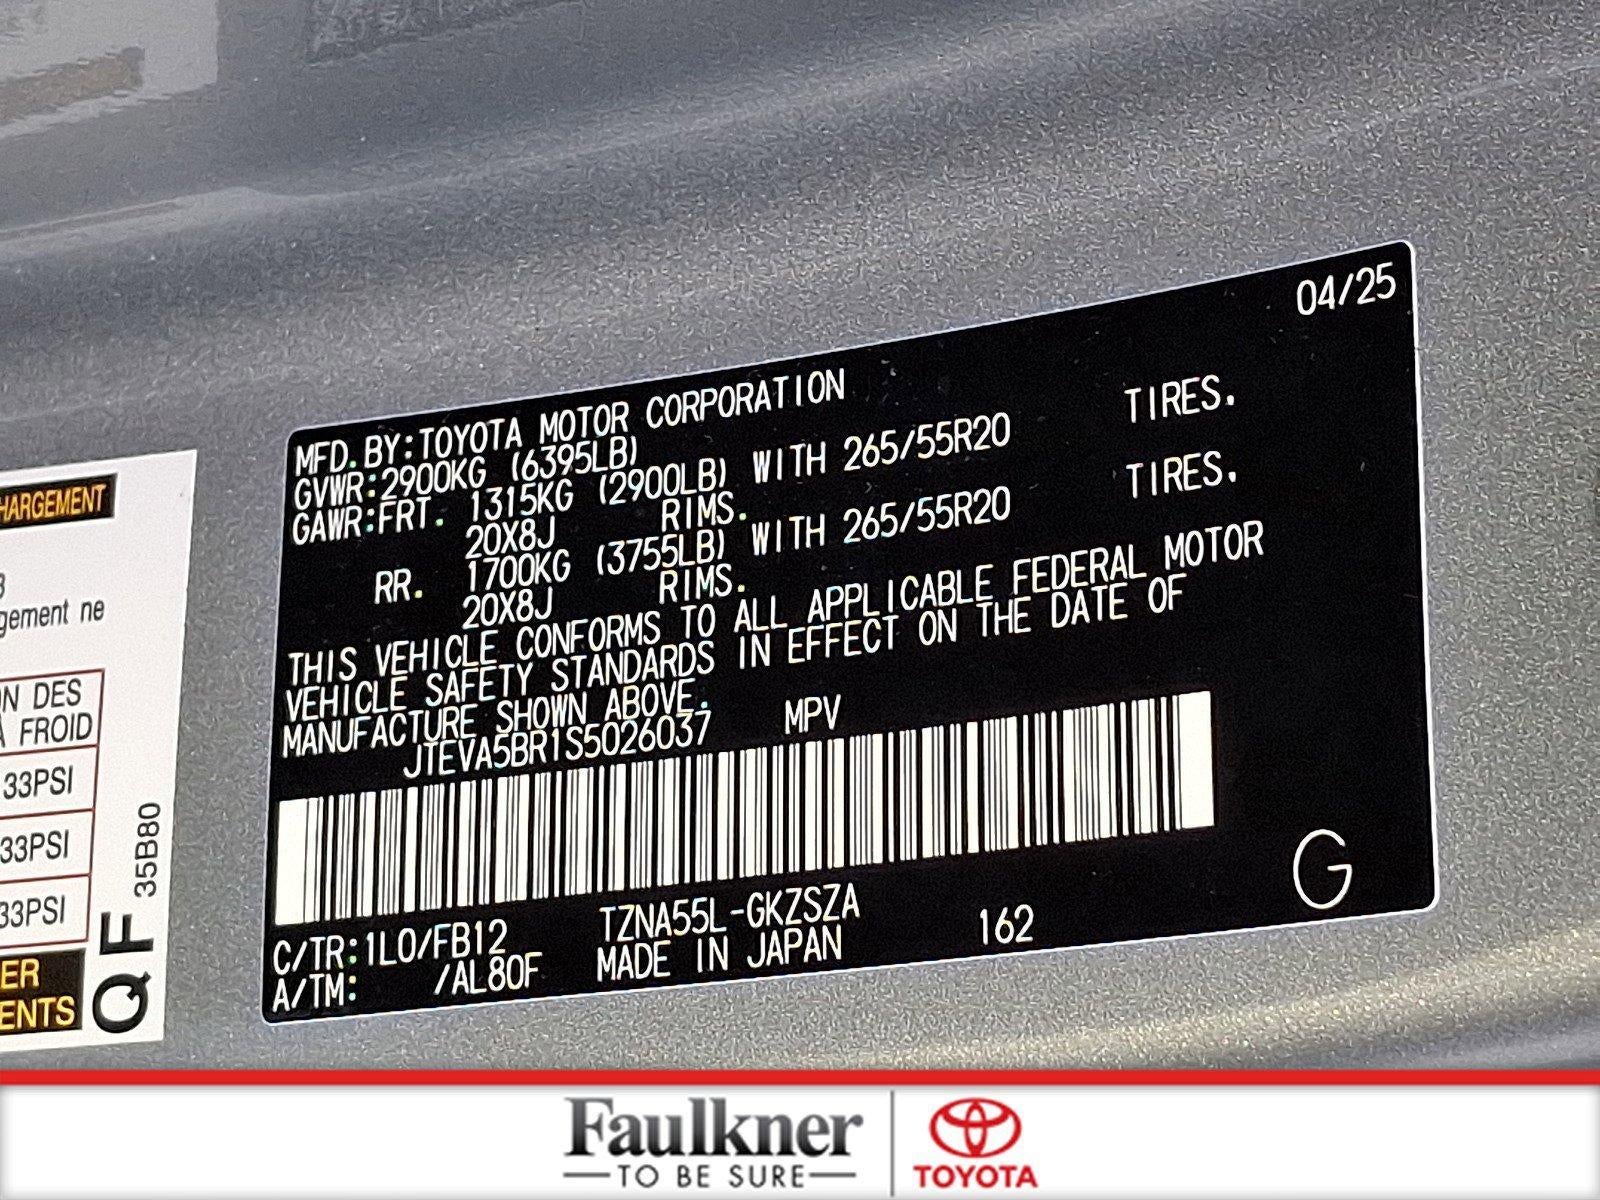 HARGEMENT
gement ne
N DES
À FROID
33PSI
33PSI
33PSI
ER
ENTS
QF
35B80
04/25
MFD.BY:TOYOTA MOTOR CORPORATION
GVWR:2900KG (6395LB)
GAWR:FRT. 1315KG (2900LB) WITH 265/55R20 TIRES.
20X8J RIMS.
RR. 1700KG (3755LB) WITH 265/55R20 TIRES.
20X8J RIMS.
THIS VEHICLE CONFORMS TO ALL APPLICABLE FEDERAL MOTOR
VEHICLE SAFETY STANDARDS IN EFFECT ON THE DATE OF
MANUFACTURE SHOWN ABOVE.
JTEVA5BR1S5026037 MPV
C/TR:1L0/FB12 TZNA55L-GKZSZA
A/TM: /AL80F MADE IN JAPAN 162
G
Faulkner
TO BE SURE
TOYOTA